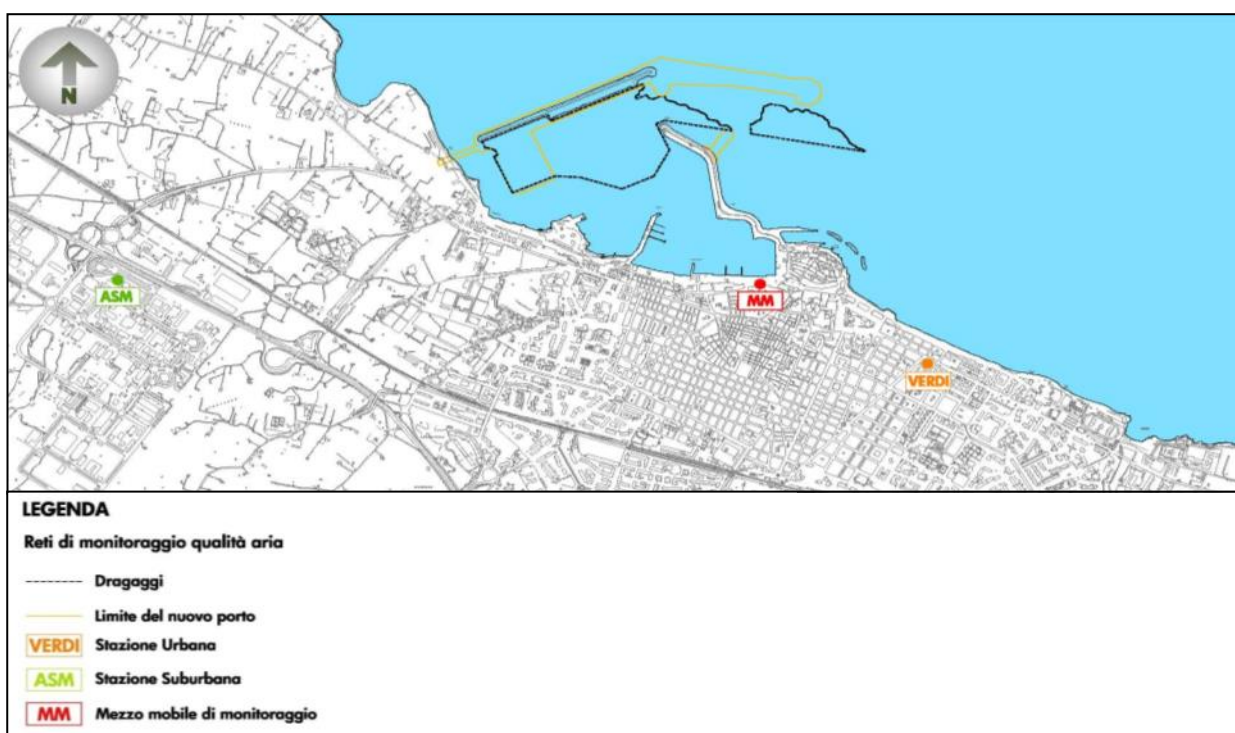 N
ASM
MM
VERDI
LEGENDA
Reti di monitoraggio qualità aria
Dragaggi
Limite del nuovo porto
VERDI Stazione Urbana
ASM Stazione Suburbana
MM Mezzo mobile di monitoraggio